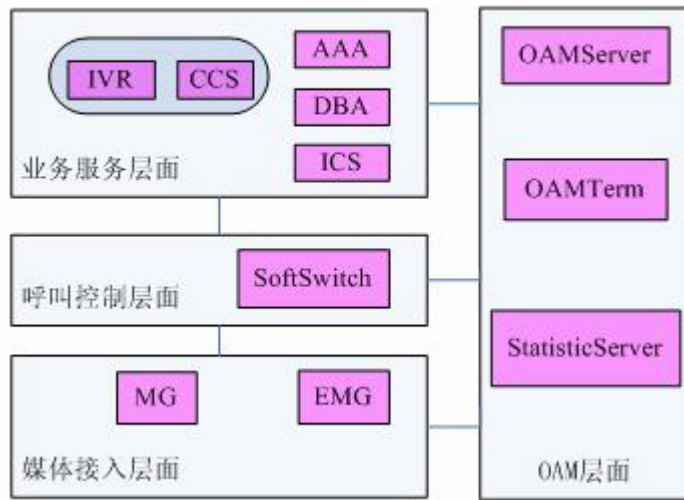 IVR
CCS
AAA
DBA
ICS
业务服务层面
SoftSwitch
呼叫控制层面
MG
EMG
媒体接入层面
OAMServer
OAMTerm
StatisticServer
OAM层面